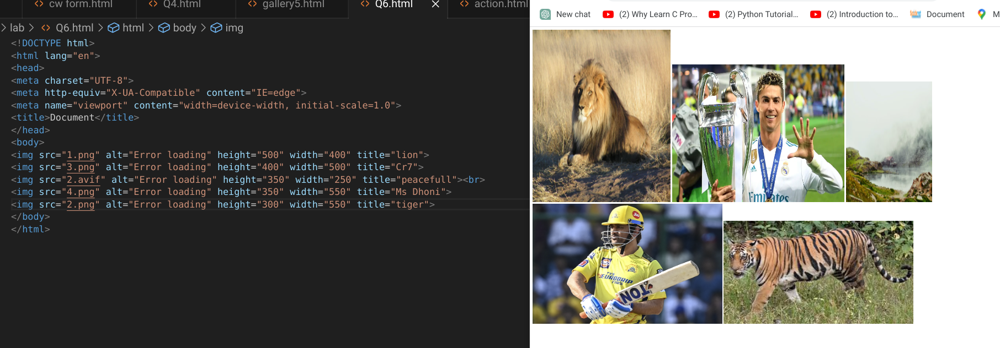 cw form.html Q4.html gallery5.html Q6.html action.html
lab Q6.html html body img
<!DOCTYPE html>
<html lang="en">
<head>
<meta charset="UTF-8">
<meta http-equiv="X-UA-Compatible" content="IE=edge">
<meta name="viewport" content="width=device-width, initial-scale=1.0">
<title>Document</title>
</head>
<body>
<img src="1.png" alt="Error loading" height="500" width="400" title="lion">
<img src="3.png" alt="Error loading" height="400" width="500" title="Cr7">
<img src="2.avif" alt="Error loading" height="350" width="250" title="peacefull"><br>
<img src="4.png" alt="Error loading" height="350" width="550" title="Ms Dhoni">
<img src="2.png" alt="Error loading" height="300" width="550" title="tiger">
</body>
</html>
New chat (2) Why Learn C Pro... (2) Python Tutorial... (2) Introduction to... Document M
Emirates
Jio
TVS
EUROGRIP
TYRES
TON